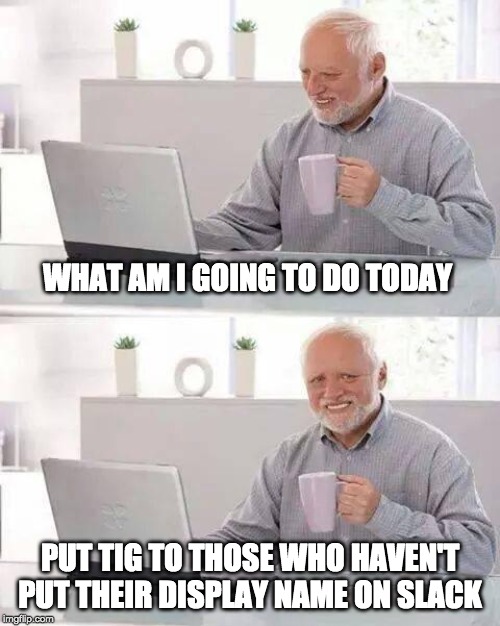 WHAT AM I GOING TO DO TODAY
PUT TIG TO THOSE WHO HAVEN'T
PUT THEIR DISPLAY NAME ON SLACK
imgflip.com